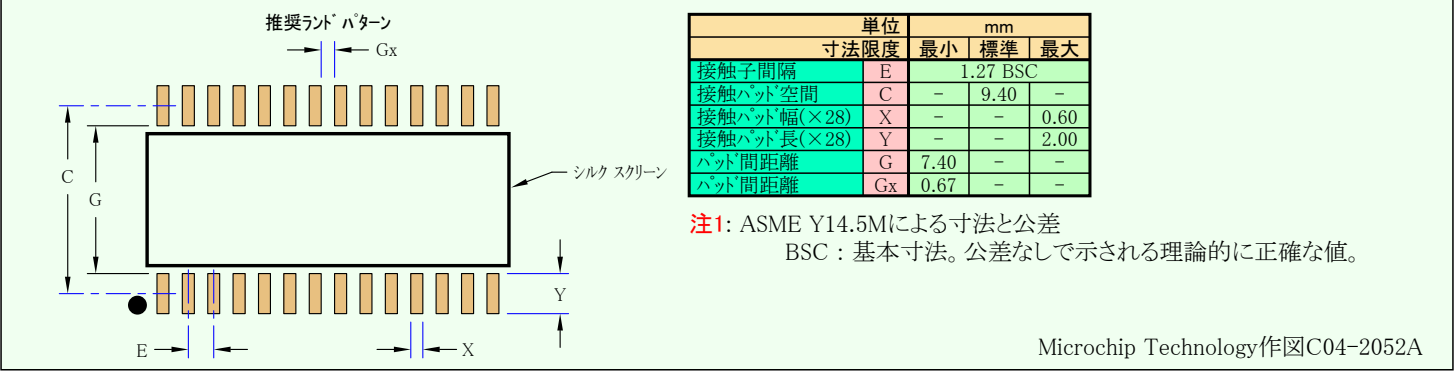 推奨ランド パターン
Gx
C
G
シルク スクリーン
Y
E
X
単位 mm
寸法限度 最小 標準 最大
接触子間隔 E 1.27 BSC
接触パッド空間 C - 9.40 -
接触パッド幅(×28) X - - 0.60
接触パッド長(×28) Y - - 2.00
パッド間距離 G 7.40 - -
パッド間距離 Gx 0.67 - -
注1: ASME Y14.5Mによる寸法と公差
BSC : 基本寸法。公差なしで示される理論的に正確な値。
Microchip Technology作図C04-2052A